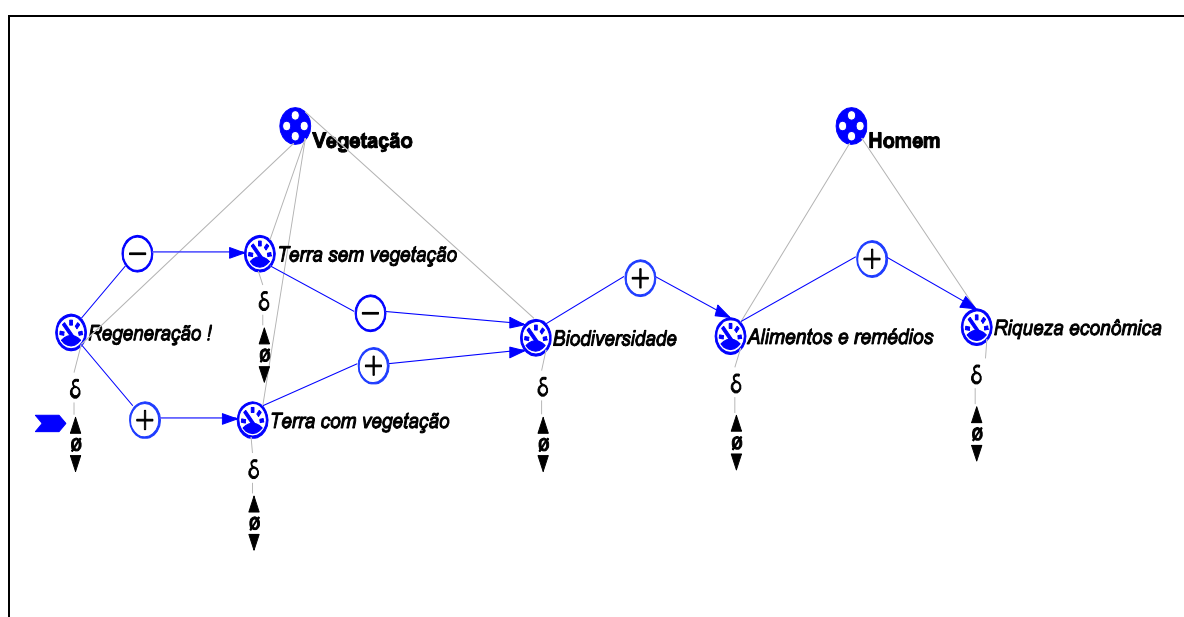 Vegetação
Homem
−
Terra sem vegetação
+
+
δ
−
Regeneração !
Biodiversidade
Alimentos e remédios
Riqueza econômica
ø
+
δ
δ
δ
δ
+
Terra com vegetação
ø
ø
ø
ø
δ
ø